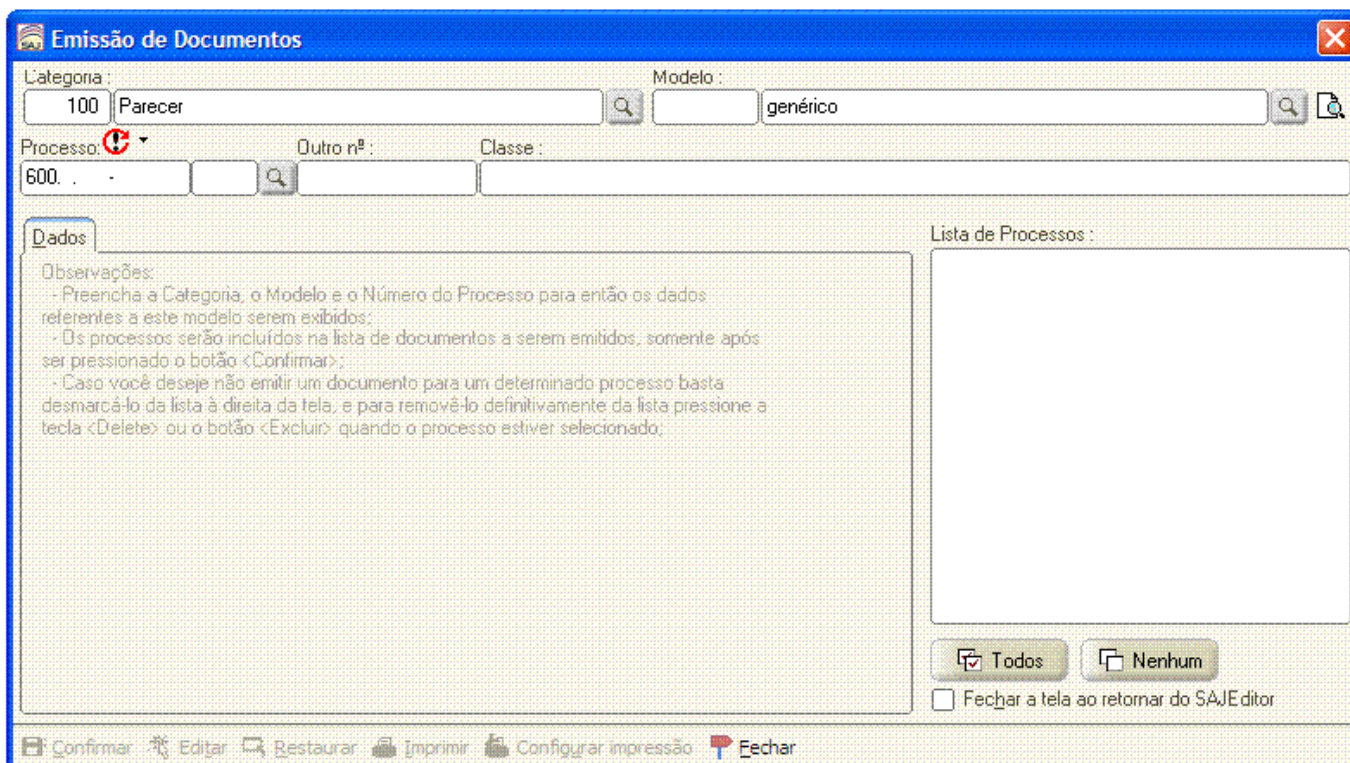 Emissão de Documentos
Categoria : Modelo :
100 Parecer genérico
Processo: Outro nº : Classe :
600. . -
Dados Lista de Processos :
Observações:
- Preencha a Categoria, o Modelo e o Número do Processo para então os dados
referentes a este modelo serem exibidos;
- Os processos serão incluídos na lista de documentos a serem emitidos, somente após
ser pressionado o botão <Confirmar>;
- Caso você deseje não emitir um documento para um determinado processo basta
desmarcá-lo da lista à direita da tela, e para removê-lo definitivamente da lista pressione a
tecla <Delete> ou o botão <Excluir> quando o processo estiver selecionado;
Todos Nenhum
Fechar a tela ao retornar do SAJEditor
Confirmar Editar Restaurar Imprimir Configurar impressão Fechar